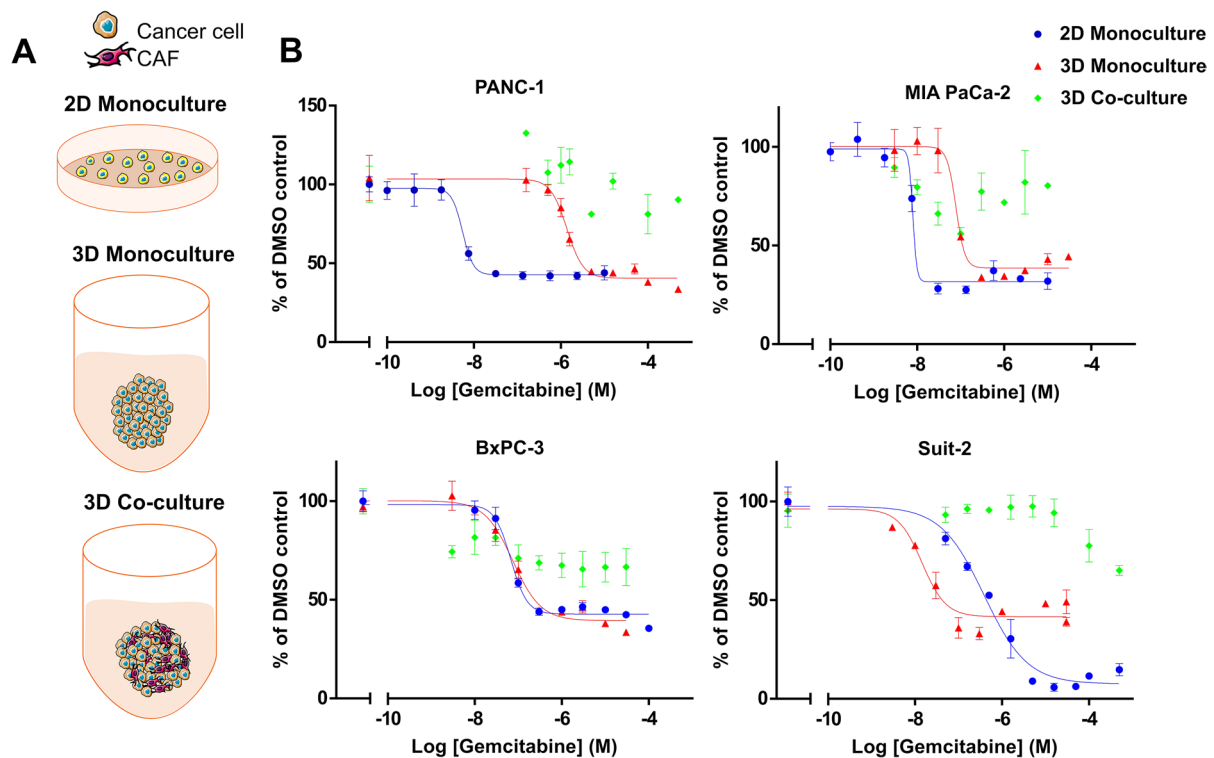 A
Cancer cell
CAF
2D Monoculture
3D Monoculture
3D Co-culture
B
2D Monoculture
3D Monoculture
3D Co-culture
PANC-1
% of DMSO control
150
100
50
0
-10 -8 -6 -4
Log [Gemcitabine] (M)
MIA PaCa-2
% of DMSO control
100
50
0
-10 -8 -6 -4
Log [Gemcitabine] (M)
BxPC-3
% of DMSO control
100
50
0
-10 -8 -6 -4
Log [Gemcitabine] (M)
Suit-2
% of DMSO control
100
50
0
-10 -8 -6 -4
Log [Gemcitabine] (M)